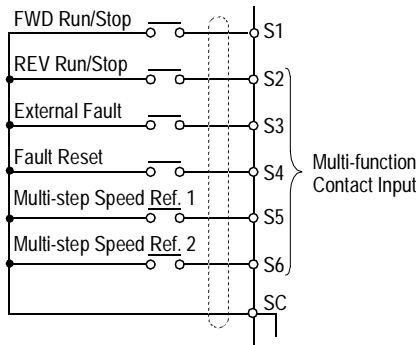 FWD Run/Stop
S1
REV Run/Stop
S2
External Fault
S3
Fault Reset
S4
Multi-function
Contact Input
Multi-step Speed Ref. 1
S5
Multi-step Speed Ref. 2
S6
SC